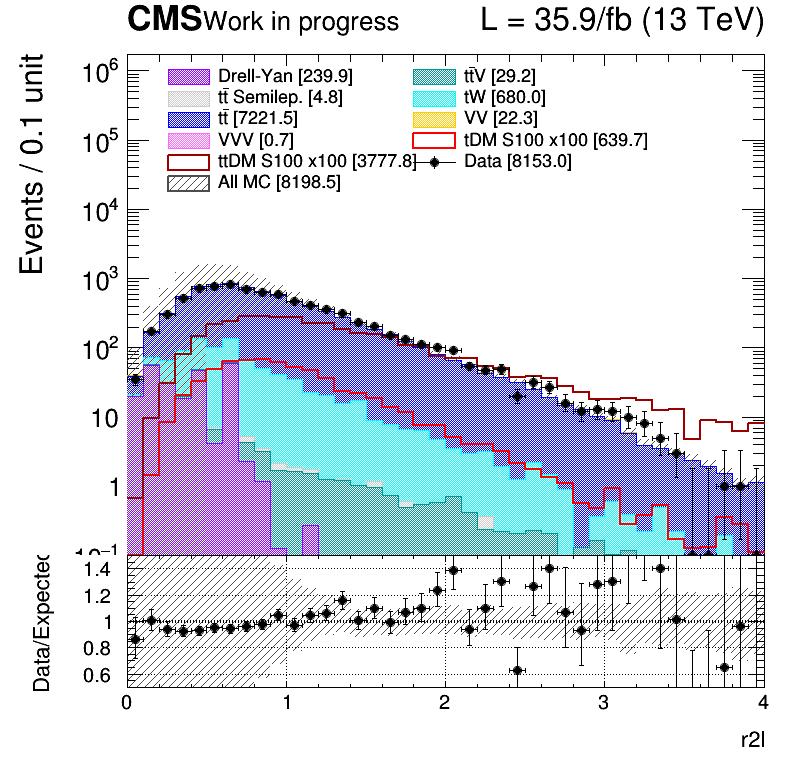 CMS Work in progress L = 35.9/fb (13 TeV)
Events / 0.1 unit
10⁶
10⁵
10⁴
10³
10²
10
1
10⁻¹
Drell-Yan [239.9] tt̄V [29.2]
tt̄ Semilep. [4.8] tW [680.0]
tt̄ [7221.5] VV [22.3]
VVV [0.7] tDM S100 x100 [639.7]
ttDM S100 x100 [3777.8] Data [8153.0]
All MC [8198.5]
Data/Expected
1.4
1.2
1
0.8
0.6
0 1 2 3 4
r2l